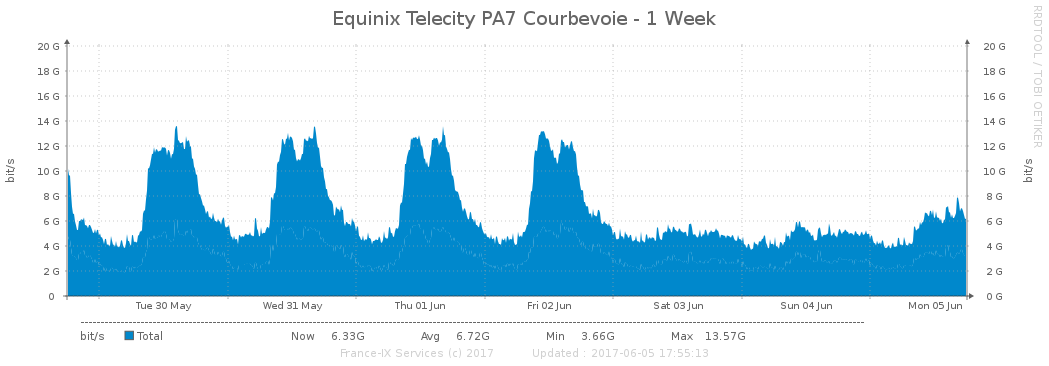 Equinix Telecity PA7 Courbevoie - 1 Week
RRDTOOL / TOBI OETIKER
20 G 20 G
18 G 18 G
16 G 16 G
14 G 14 G
12 G 12 G
10 G 10 G
8 G 8 G
6 G 6 G
4 G 4 G
2 G 2 G
0 0 G
bit/s
bit/s
Tue 30 May Wed 31 May Thu 01 Jun Fri 02 Jun Sat 03 Jun Sun 04 Jun Mon 05 Jun
bit/s Total Now 6.33G Avg 6.72G Min 3.66G Max 13.57G
France-IX Services (c) 2017 Updated : 2017-06-05 17:55:13